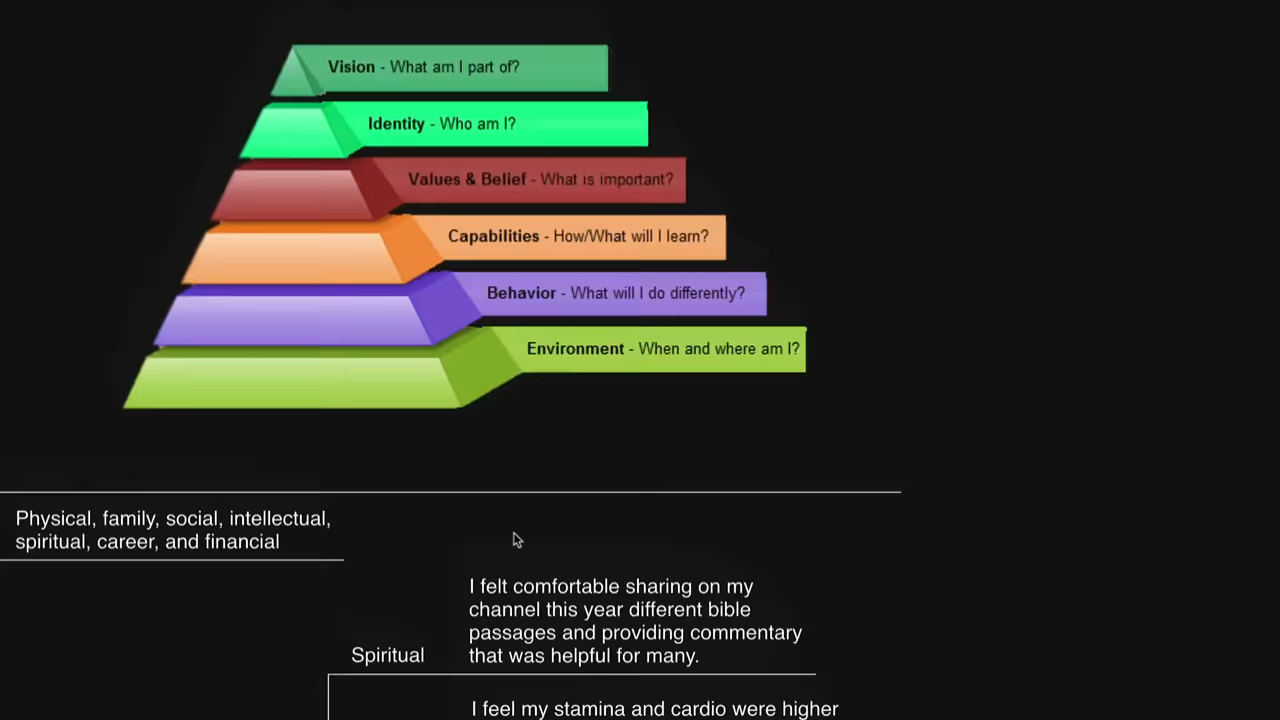 Vision - What am I part of?
Identity - Who am I?
Values & Belief - What is important?
Capabilities - How/What will I learn?
Behavior - What will I do differently?
Environment - When and where am I?
Physical, family, social, intellectual,
spiritual, career, and financial
I felt comfortable sharing on my
channel this year different bible
passages and providing commentary
that was helpful for many.
Spiritual
I feel my stamina and cardio were higher